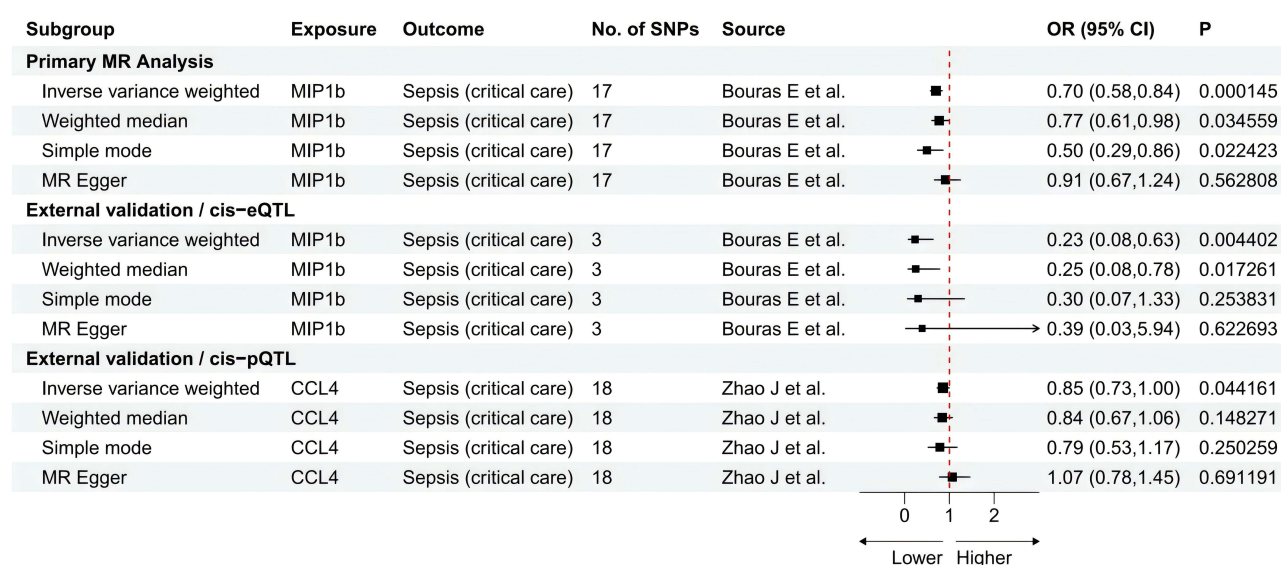 Subgroup Exposure Outcome No. of SNPs Source OR (95% CI) P
Primary MR Analysis
Inverse variance weighted MIP1b Sepsis (critical care) 17 Bouras E et al. 0.70 (0.58,0.84) 0.000145
Weighted median MIP1b Sepsis (critical care) 17 Bouras E et al. 0.77 (0.61,0.98) 0.034559
Simple mode MIP1b Sepsis (critical care) 17 Bouras E et al. 0.50 (0.29,0.86) 0.022423
MR Egger MIP1b Sepsis (critical care) 17 Bouras E et al. 0.91 (0.67,1.24) 0.562808
External validation / cis−eQTL
Inverse variance weighted MIP1b Sepsis (critical care) 3 Bouras E et al. 0.23 (0.08,0.63) 0.004402
Weighted median MIP1b Sepsis (critical care) 3 Bouras E et al. 0.25 (0.08,0.78) 0.017261
Simple mode MIP1b Sepsis (critical care) 3 Bouras E et al. 0.30 (0.07,1.33) 0.253831
MR Egger MIP1b Sepsis (critical care) 3 Bouras E et al. 0.39 (0.03,5.94) 0.622693
External validation / cis−pQTL
Inverse variance weighted CCL4 Sepsis (critical care) 18 Zhao J et al. 0.85 (0.73,1.00) 0.044161
Weighted median CCL4 Sepsis (critical care) 18 Zhao J et al. 0.84 (0.67,1.06) 0.148271
Simple mode CCL4 Sepsis (critical care) 18 Zhao J et al. 0.79 (0.53,1.17) 0.250259
MR Egger CCL4 Sepsis (critical care) 18 Zhao J et al. 1.07 (0.78,1.45) 0.691191
0 1 2
Lower Higher